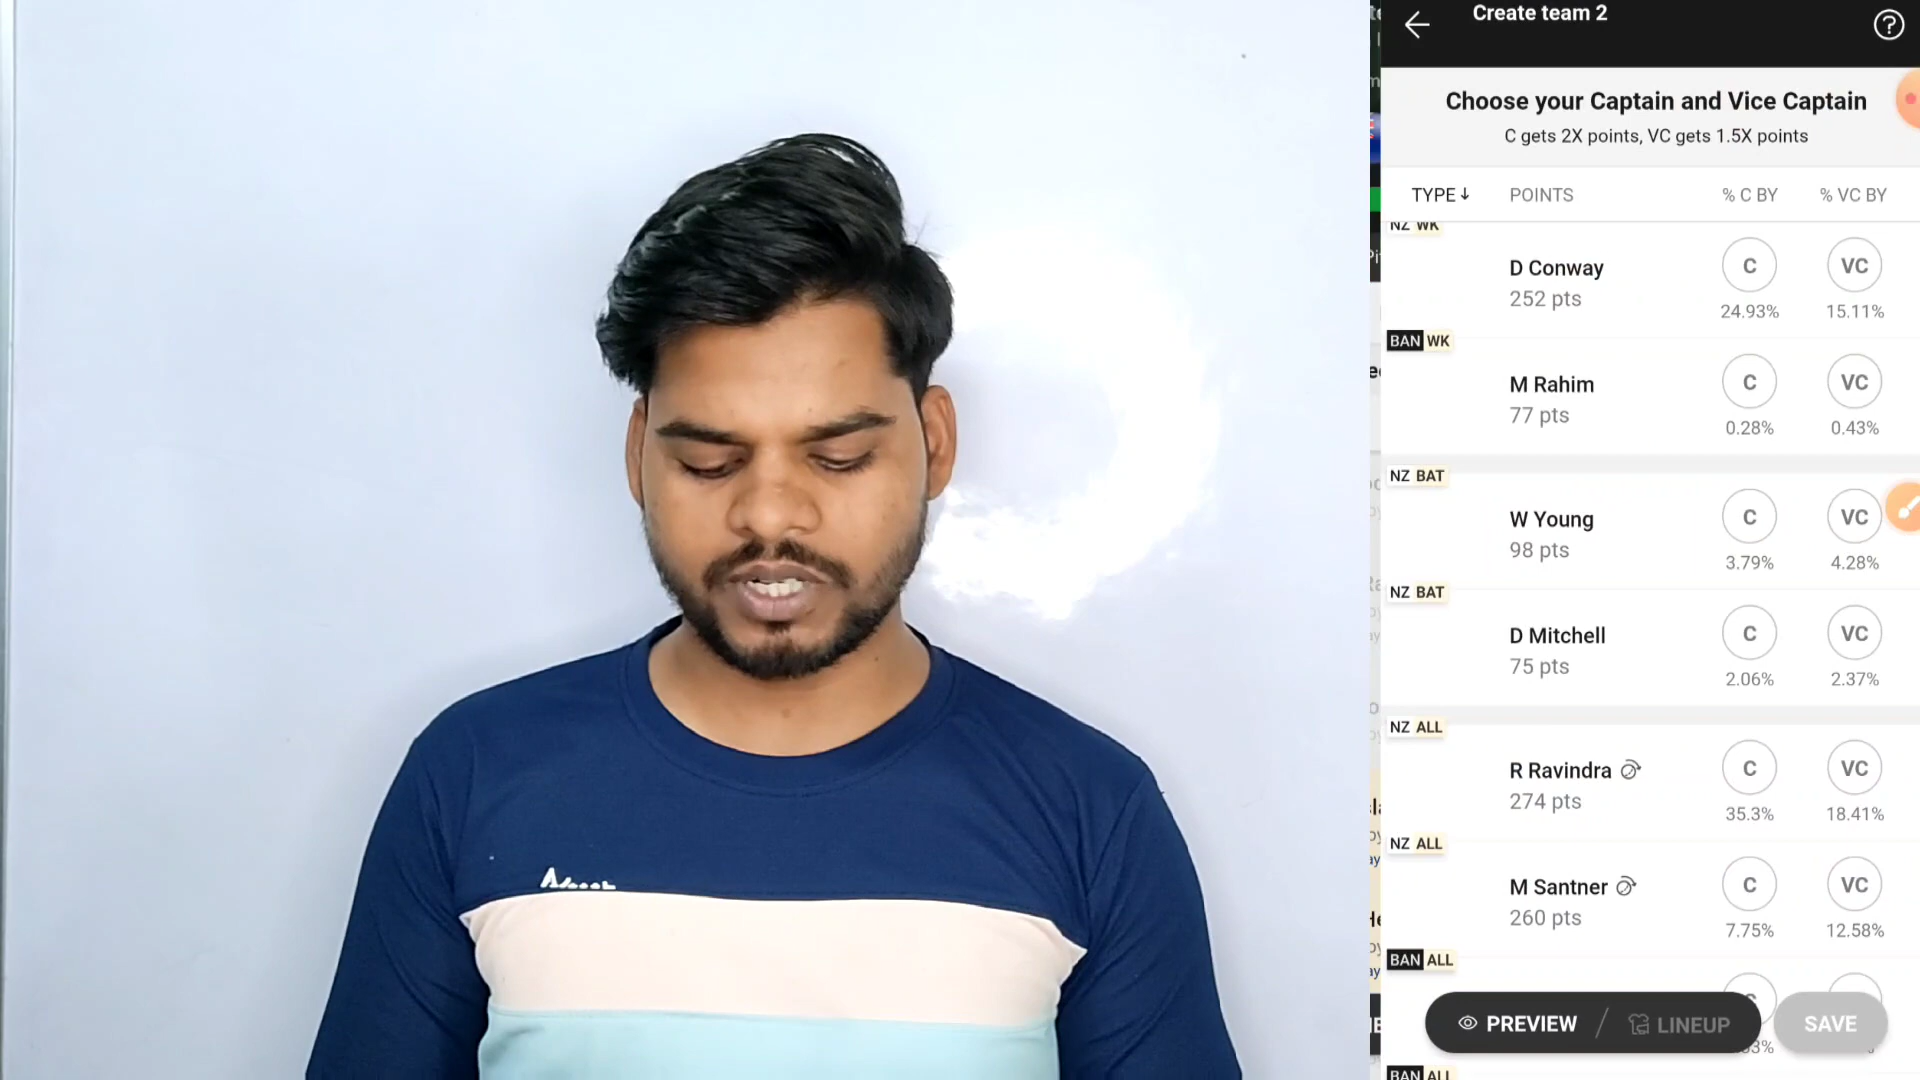 Create team 2
Choose your Captain and Vice Captain
C gets 2X points, VC gets 1.5X points
TYPE↓ POINTS % C BY % VC BY
NZ WK
D Conway C VC
252 pts 24.93% 15.11%
BAN WK
M Rahim C VC
77 pts 0.28% 0.43%
NZ BAT
W Young C VC
98 pts 3.79% 4.28%
NZ BAT
D Mitchell C VC
75 pts 2.06% 2.37%
NZ ALL
R Ravindra C VC
274 pts 35.3% 18.41%
NZ ALL
M Santner C VC
260 pts 7.75% 12.58%
BAN ALL
PREVIEW / LINEUP SAVE
BAN ALL